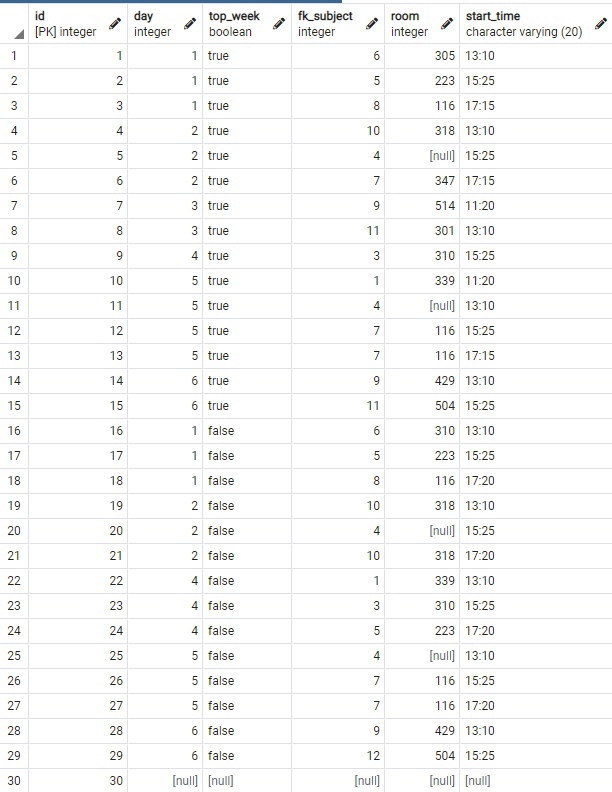 id day top_week fk_subject room start_time
[PK] integer integer boolean integer integer character varying (20)
1 1 1 true 6 305 13:10
2 2 1 true 5 223 15:25
3 3 1 true 8 116 17:15
4 4 2 true 10 318 13:10
5 5 2 true 4 [null] 15:25
6 6 2 true 7 347 17:15
7 7 3 true 9 514 11:20
8 8 3 true 11 301 13:10
9 9 4 true 3 310 15:25
10 10 5 true 1 339 11:20
11 11 5 true 4 [null] 13:10
12 12 5 true 7 116 15:25
13 13 5 true 7 116 17:15
14 14 6 true 9 429 13:10
15 15 6 true 11 504 15:25
16 16 1 false 6 310 13:10
17 17 1 false 5 223 15:25
18 18 1 false 8 116 17:20
19 19 2 false 10 318 13:10
20 20 2 false 4 [null] 15:25
21 21 2 false 10 318 17:20
22 22 4 false 1 339 13:10
23 23 4 false 3 310 15:25
24 24 4 false 5 223 17:20
25 25 5 false 4 [null] 13:10
26 26 5 false 7 116 15:25
27 27 5 false 7 116 17:20
28 28 6 false 9 429 13:10
29 29 6 false 12 504 15:25
30 30 [null] [null] [null] [null] [null]